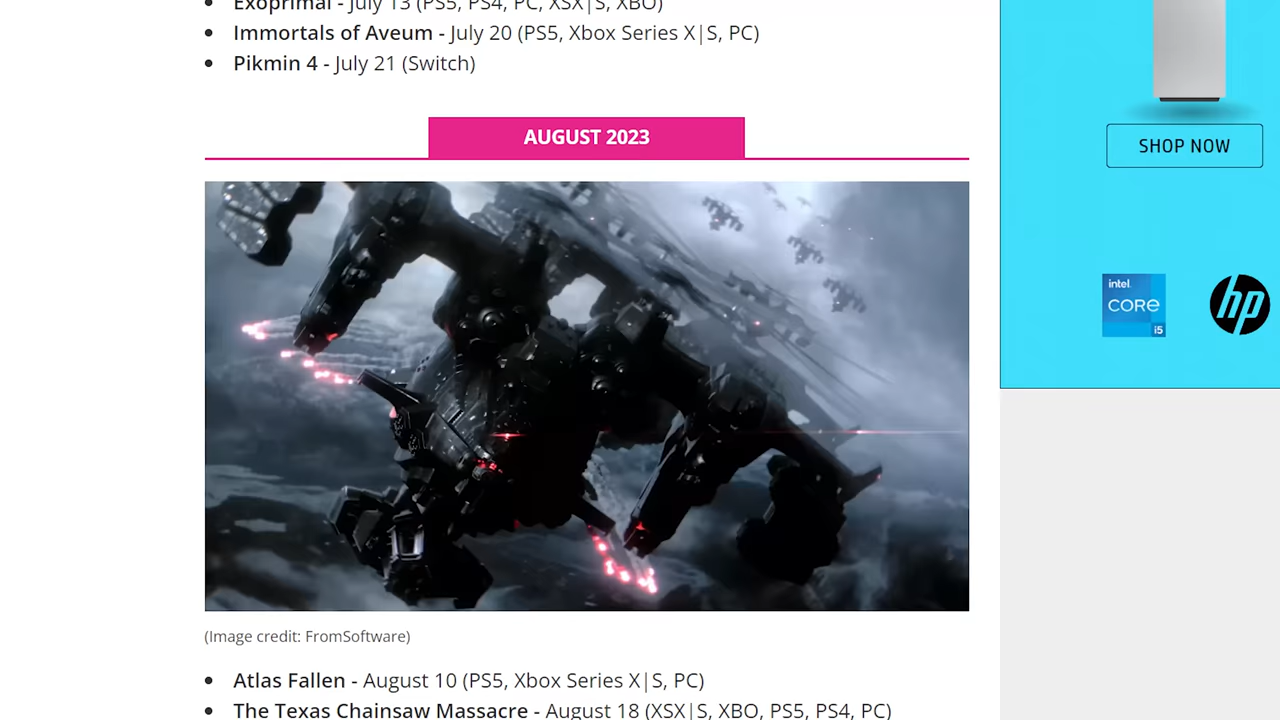 Exoprimal - July 13 (PS5, PS4, PC, XSX|S, XBO)
Immortals of Aveum - July 20 (PS5, Xbox Series X|S, PC)
Pikmin 4 - July 21 (Switch)
SHOP NOW
AUGUST 2023
intel.
CORE
i5
hp
(Image credit: FromSoftware)
Atlas Fallen - August 10 (PS5, Xbox Series X|S, PC)
The Texas Chainsaw Massacre - August 18 (XSX|S, XBO, PS5, PS4, PC)